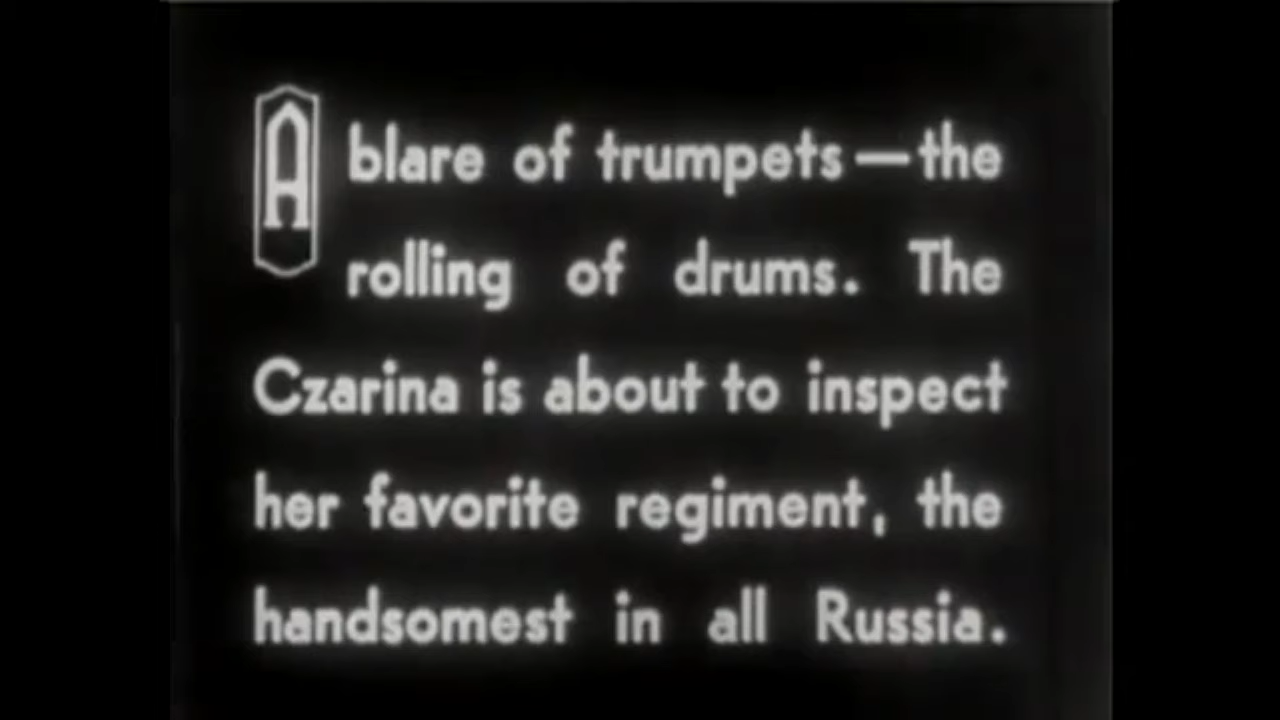 A blare of trumpets—the
rolling of drums. The
Czarina is about to inspect
her favorite regiment, the
handsomest in all Russia.